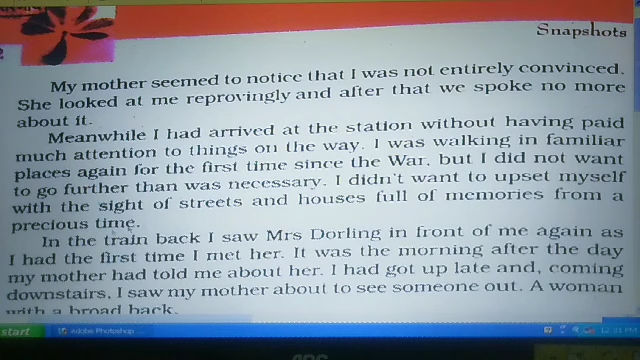 Snapshots
My mother seemed to notice that I was not entirely convinced.
She looked at me reprovingly and after that we spoke no more
about it.
Meanwhile I had arrived at the station without having paid
much attention to things on the way. I was walking in familiar
places again for the first time since the War, but I did not want
to go further than was necessary. I didn't want to upset myself
with the sight of streets and houses full of memories from a
precious time.
In the train back I saw Mrs Dorling in front of me again as
I had the first time I met her. It was the morning after the day
my mother had told me about her. I had got up late and, coming
downstairs, I saw my mother about to see someone out. A woman
with a broad back.
start
Adobe Photoshop ...